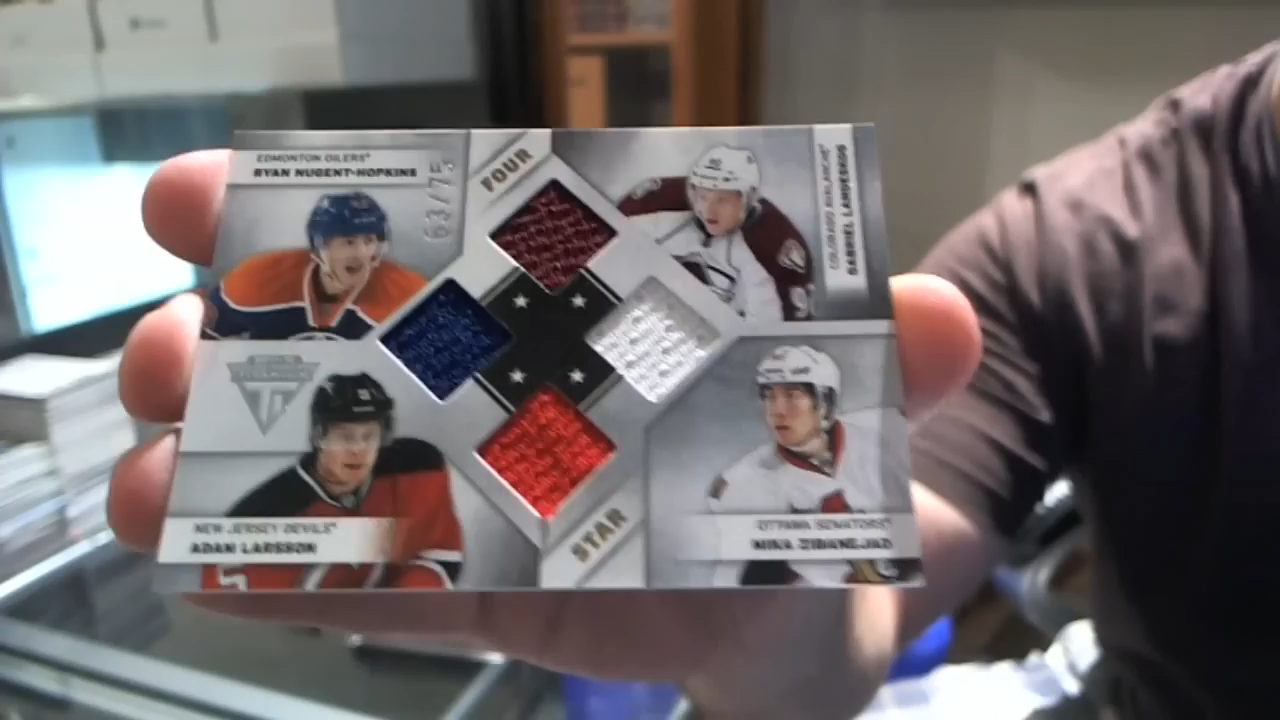 EDMONTON OILERS®
RYAN NUGENT-HOPKINS
63/75
FOUR
COLORADO AVALANCHE®
GABRIEL LANDESKOG
NEW JERSEY DEVILS®
ADAM LARSSON
STAR
OTTAWA SENATORS®
MIKA ZIBANEJAD